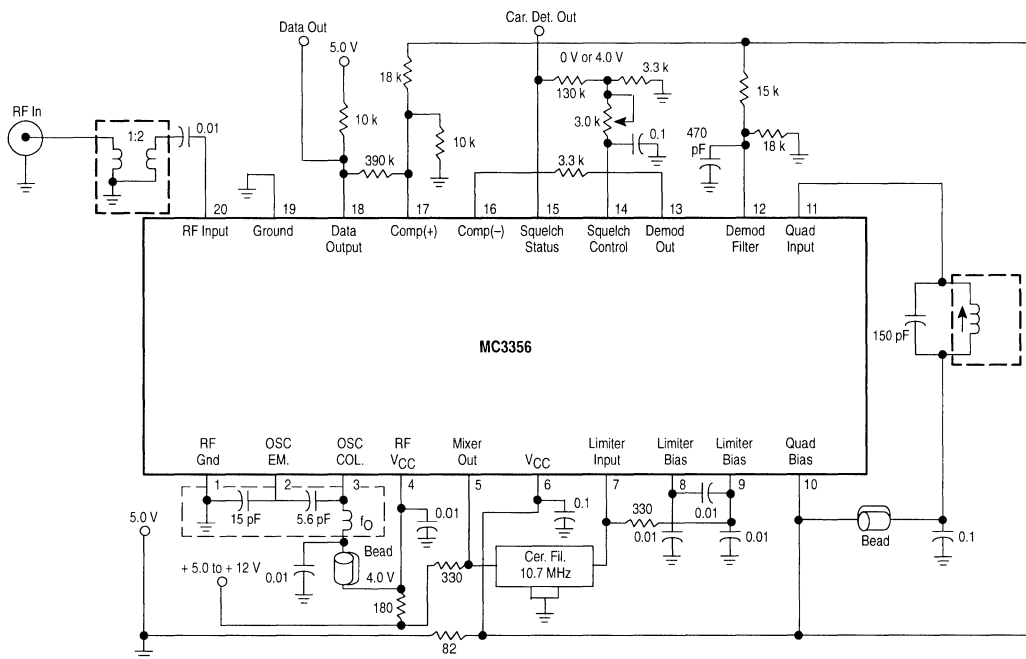 Data Out
Car. Det. Out
5.0 V
0 V or 4.0 V
3.3 k
18 k
130 k
15 k
RF In
1:2
0.01
10 k
3.0 k
0.1
470 pF
390 k
10 k
3.3 k
18 k
20 19 18 17 16 15 14 13 12 11
RF Input
Ground
Data Output
Comp(+)
Comp(–)
Squelch Status
Squelch Control
Demod Out
Demod Filter
Quad Input
MC3356
150 pF
RF Gnd
OSC EM.
OSC COL.
RF VCC
Mixer Out
VCC
Limiter Input
Limiter Bias
Limiter Bias
Quad Bias
1 2 3 4 5 6 7 8 9 10
15 pF
5.6 pF
fO
0.01
0.1
0.01
330
0.01
0.01
5.0 V
Bead
Bead
0.1
+ 5.0 to + 12 V
0.01
4.0 V
330
Cer. Fil.
10.7 MHz
180
82